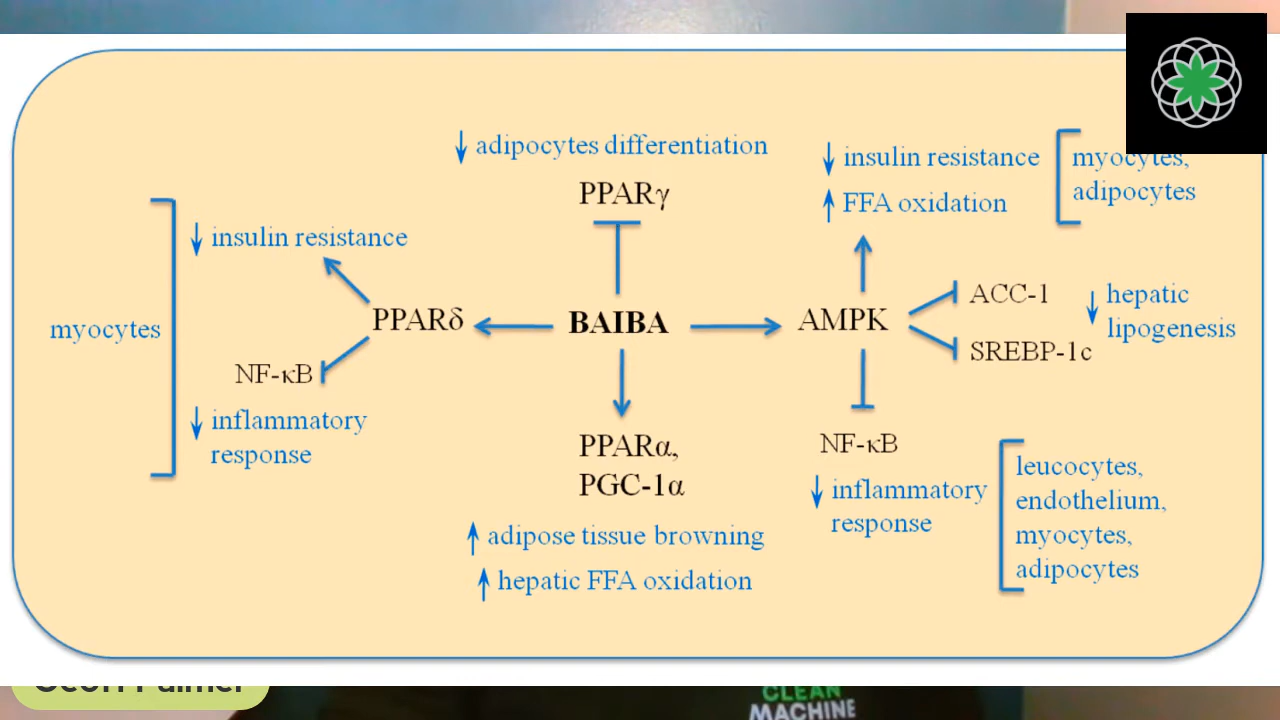 ↓ adipocytes differentiation
PPARγ
↓ insulin resistance
↑ FFA oxidation
myocytes,
adipocytes
myocytes
↓ insulin resistance
PPARδ
NF-κB
↓ inflammatory
response
BAIBA
AMPK
ACC-1
SREBP-1c
↓ hepatic
lipogenesis
PPARα,
PGC-1α
↑ adipose tissue browning
↑ hepatic FFA oxidation
NF-κB
↓ inflammatory
response
leucocytes,
endothelium,
myocytes,
adipocytes
Geoff Palmer
CLEAN
MACHINE